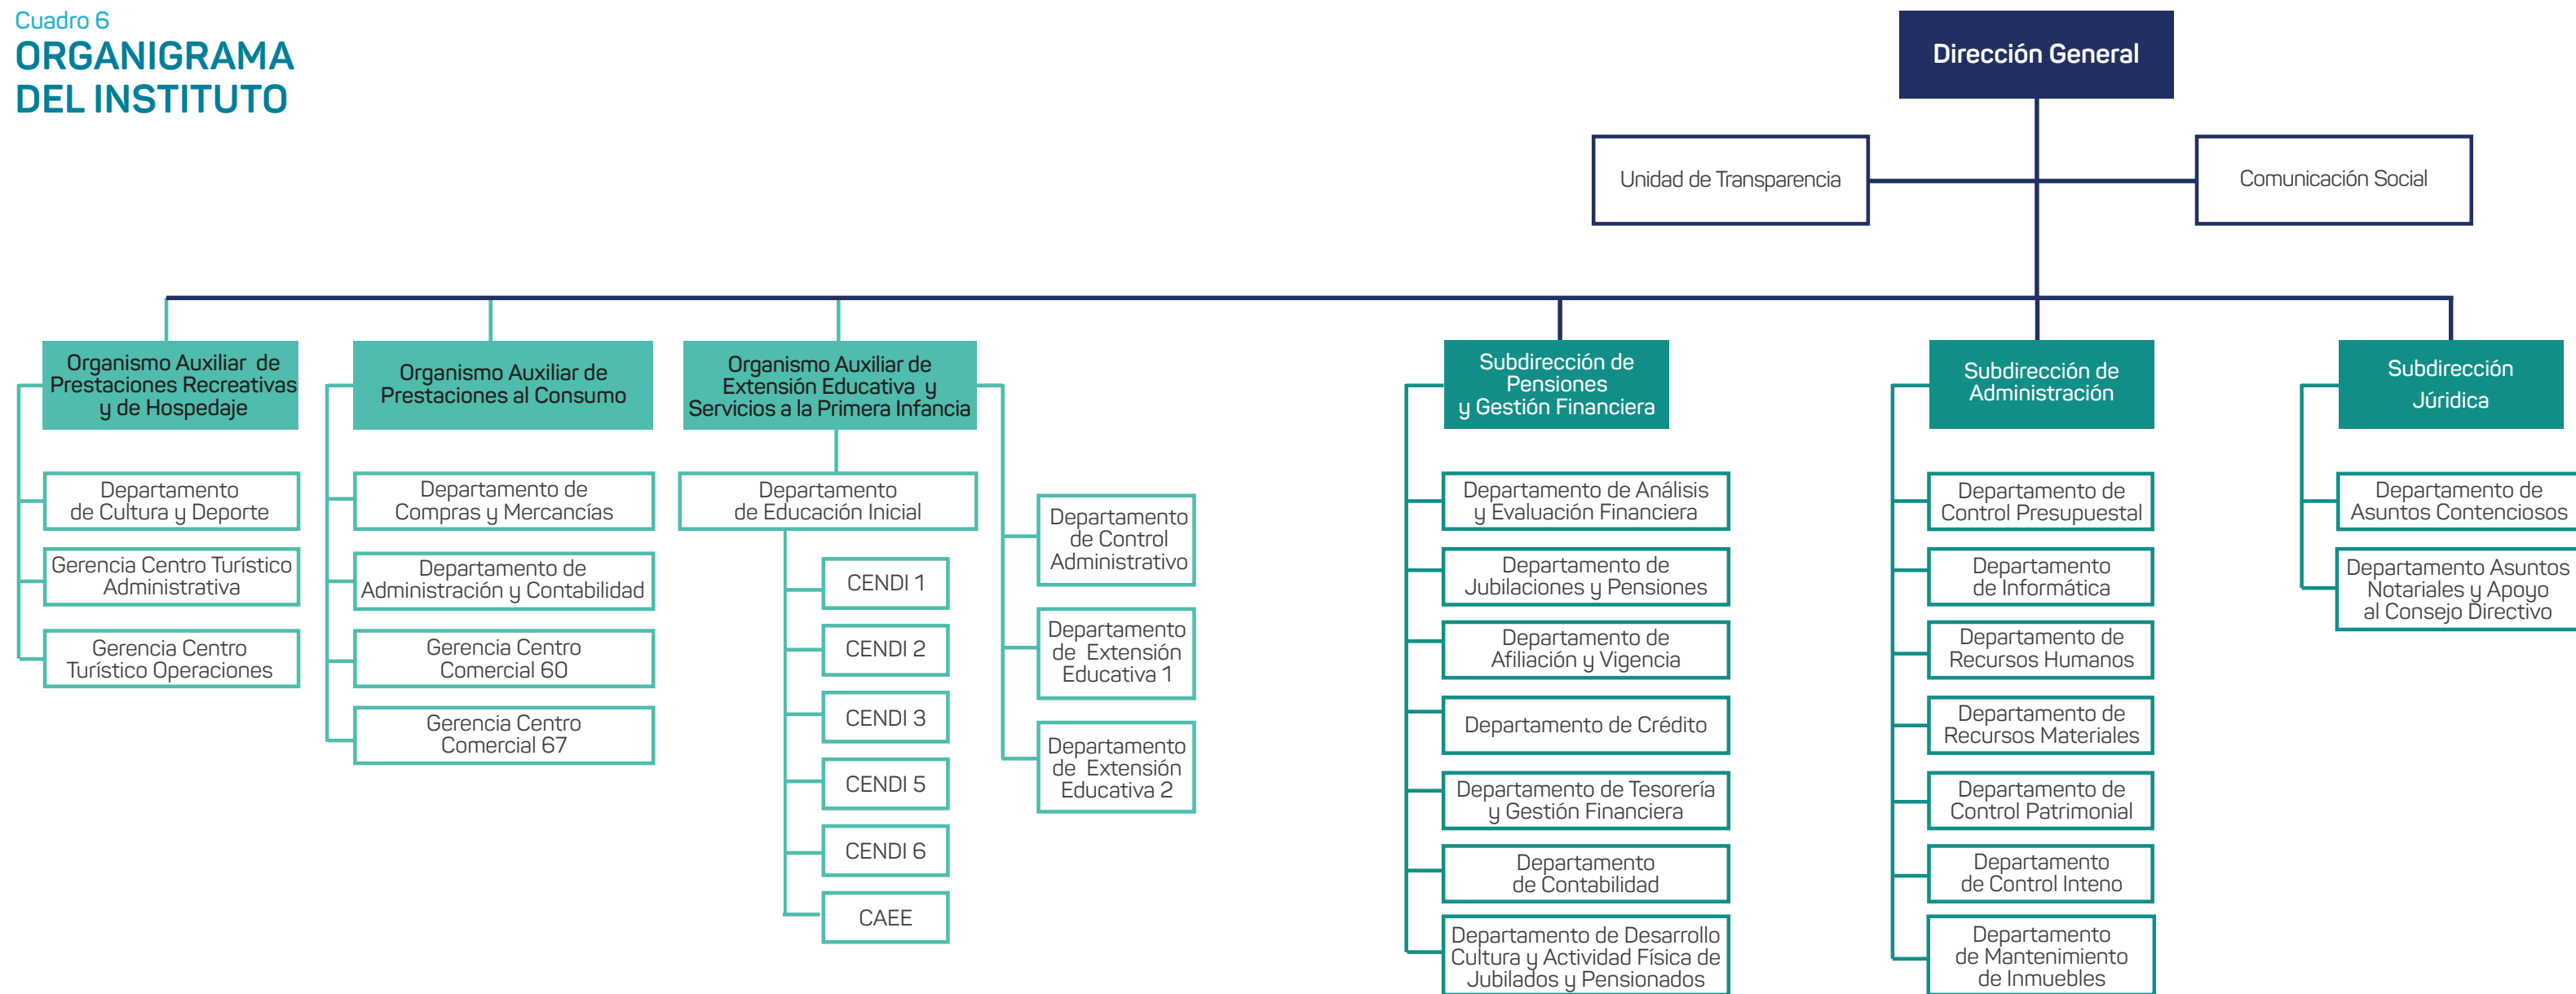 Cuadro 6
ORGANIGRAMA
DEL INSTITUTO
Dirección General
Unidad de Transparencia
Comunicación Social
Organismo Auxiliar de
Prestaciones Recreativas
y de Hospedaje
Departamento
de Cultura y Deporte
Gerencia Centro Turístico
Administrativa
Gerencia Centro
Turístico Operaciones
Organismo Auxiliar de
Prestaciones al Consumo
Departamento de
Compras y Mercancías
Departamento de
Administración y Contabilidad
Gerencia Centro
Comercial 60
Gerencia Centro
Comercial 67
Organismo Auxiliar de
Extensión Educativa y
Servicios a la Primera Infancia
Departamento
de Educación Inicial
CENDI 1
CENDI 2
CENDI 3
CENDI 5
CENDI 6
CAEE
Departamento
de Control
Administrativo
Departamento
de Extensión
Educativa 1
Departamento
de Extensión
Educativa 2
Subdirección de
Pensiones
y Gestión Financiera
Departamento de Análisis
y Evaluación Financiera
Departamento de
Jubilaciones y Pensiones
Departamento de
Afiliación y Vigencia
Departamento de Crédito
Departamento de Tesorería
y Gestión Financiera
Departamento
de Contabilidad
Departamento de Desarrollo
Cultura y Actividad Física de
Jubilados y Pensionados
Subdirección de
Administración
Departamento de
Control Presupuestal
Departamento
de Informática
Departamento de
Recursos Humanos
Departamento de
Recursos Materiales
Departamento de
Control Patrimonial
Departamento
de Control Inteno
Departamento
de Mantenimiento
de Inmuebles
Subdirección
Júridica
Departamento de
Asuntos Contenciosos
Departamento Asuntos
Notariales y Apoyo
al Consejo Directivo